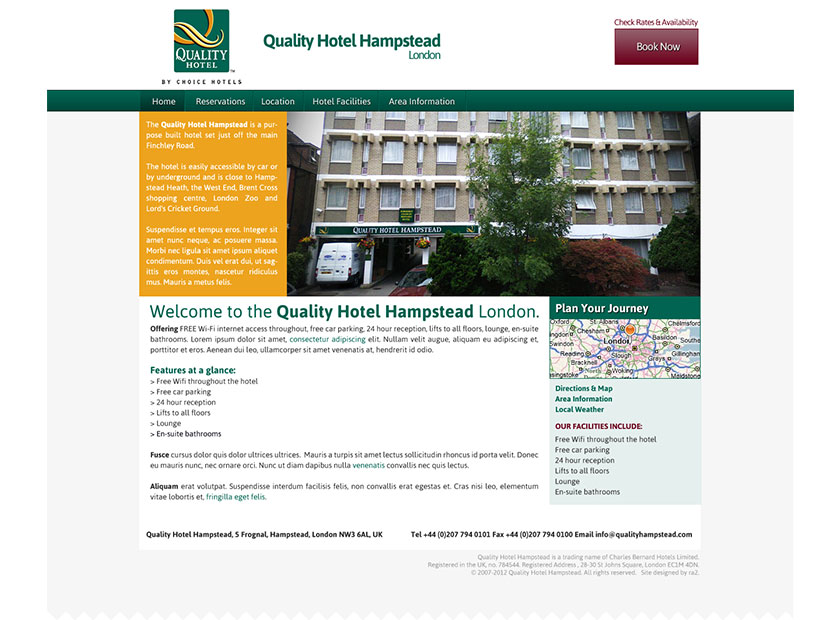 QUALITY
HOTEL
BY CHOICE HOTELS
Quality Hotel Hampstead
London
Check Rates & Availability
Book Now
Home Reservations Location Hotel Facilities Area Information
The Quality Hotel Hampstead is a pur-
pose built hotel set just off the main
Finchley Road.
The hotel is easily accessible by car or
by underground and is close to Hamp-
stead Heath, the West End, Brent Cross
shopping centre, London Zoo and
Lord's Cricket Ground.
Suspendisse et tempus eros. Integer sit
amet nunc neque, ac posuere massa.
Morbi nec ligula sit amet ipsum aliquet
condimentum. Duis vel erat dui, ut sag-
ittis eros montes, nascetur ridiculus
mus. Mauris a metus felis.
QUALITY HOTEL HAMPSTEAD
Welcome to the Quality Hotel Hampstead London.
Offering FREE Wi-Fi internet access throughout, free car parking, 24 hour reception, lifts to all floors, lounge, en-suite
bathrooms. Lorem ipsum dolor sit amet, consectetur adipiscing elit. Nullam velit augue, aliquam eu adipiscing et,
porttitor et eros. Aenean dui leo, ullamcorper sit amet venenatis at, hendrerit id odio.
Features at a glance:
> Free Wifi throughout the hotel
> Free car parking
> 24 hour reception
> Lifts to all floors
> Lounge
> En-suite bathrooms
Fusce cursus dolor quis dolor ultrices ultrices. Mauris a turpis sit amet lectus sollicitudin rhoncus id porta velit. Donec
eu mauris nunc, nec ornare orci. Nunc ut diam dapibus nulla venenatis convallis nec quis lectus.
Aliquam erat volutpat. Suspendisse interdum facilisis felis, non convallis erat egestas et. Cras nisi leo, elementum
vitae lobortis et, fringilla eget felis.
Plan Your Journey
Oxford St. Albans Chelmsford
Chesham
London
Basildon
Swindon
Reading Slough Grays Gillingham
Bracknell
Woking
Maidstone
Directions & Map
Area Information
Local Weather
OUR FACILITIES INCLUDE:
Free Wifi throughout the hotel
Free car parking
24 hour reception
Lifts to all floors
Lounge
En-suite bathrooms
Quality Hotel Hampstead, 5 Frognal, Hampstead, London NW3 6AL, UK Tel +44 (0)207 794 0101 Fax +44 (0)207 794 0100 Email info@qualityhampstead.com
Quality Hotel Hampstead is a trading name of Charles Bernard Hotels Limited.
Registered in the UK, no. 784544. Registered Address , 28-30 St Johns Square, London EC1M 4DN.
© 2007-2012 Quality Hotel Hampstead. All rights reserved. Site designed by ra2.